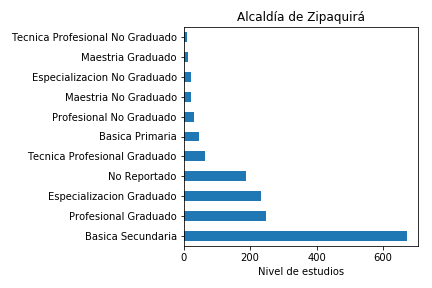 Alcaldía de Zipaquirá
Tecnica Profesional No Graduado
Maestria Graduado
Especializacion No Graduado
Maestria No Graduado
Profesional No Graduado
Basica Primaria
Tecnica Profesional Graduado
No Reportado
Especializacion Graduado
Profesional Graduado
Basica Secundaria
0 200 400 600
Nivel de estudios